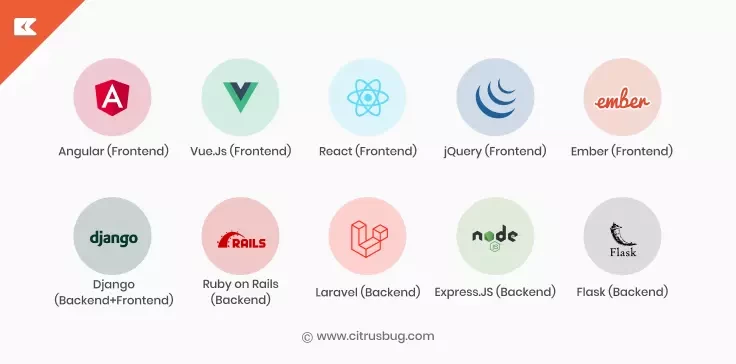 Angular (Frontend)
Vue.Js (Frontend)
React (Frontend)
jQuery (Frontend)
ember
Ember (Frontend)
django
Django
(Backend+Frontend)
RAILS
Ruby on Rails
(Backend)
Laravel (Backend)
node
JS
Express.JS (Backend)
Flask
Flask (Backend)
© www.citrusbug.com